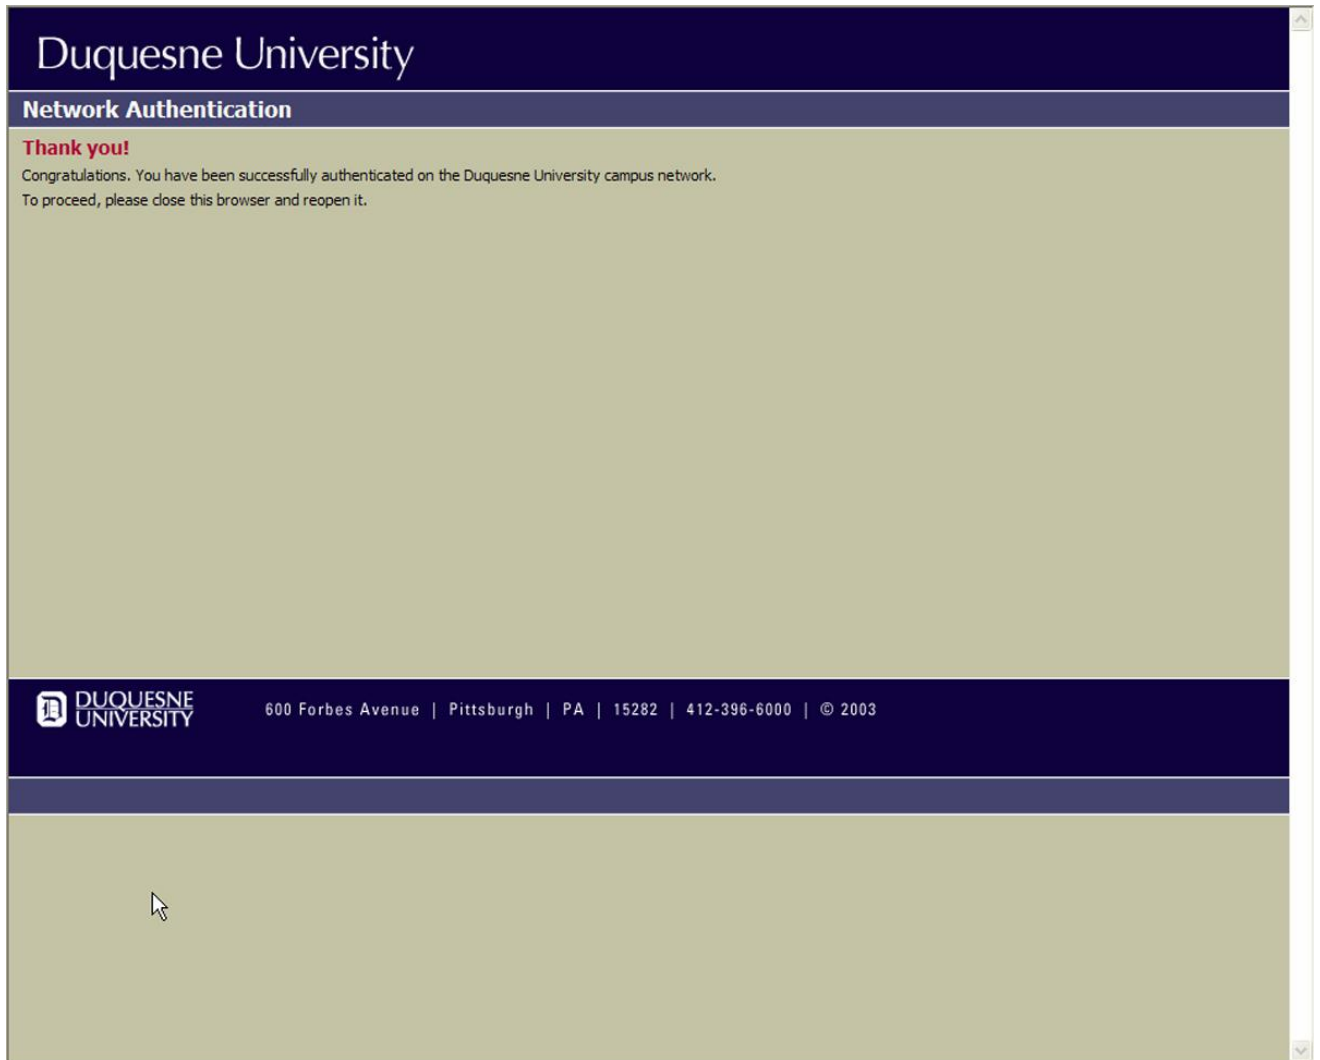 Duquesne University
Network Authentication
Thank you!
Congratulations. You have been successfully authenticated on the Duquesne University campus network.
To proceed, please close this browser and reopen it.
D DUQUESNE
UNIVERSITY
600 Forbes Avenue | Pittsburgh | PA | 15282 | 412-396-6000 | © 2003